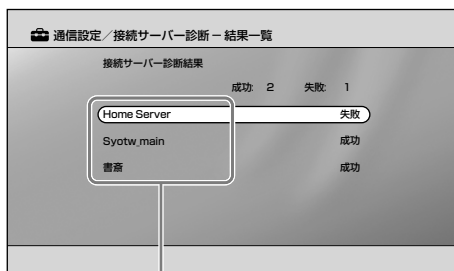 通信設定／接続サーバー診断－結果一覧
接続サーバー診断結果
成功: 2 失敗: 1
Home Server 失敗
Syotw_main 成功
書斎 成功